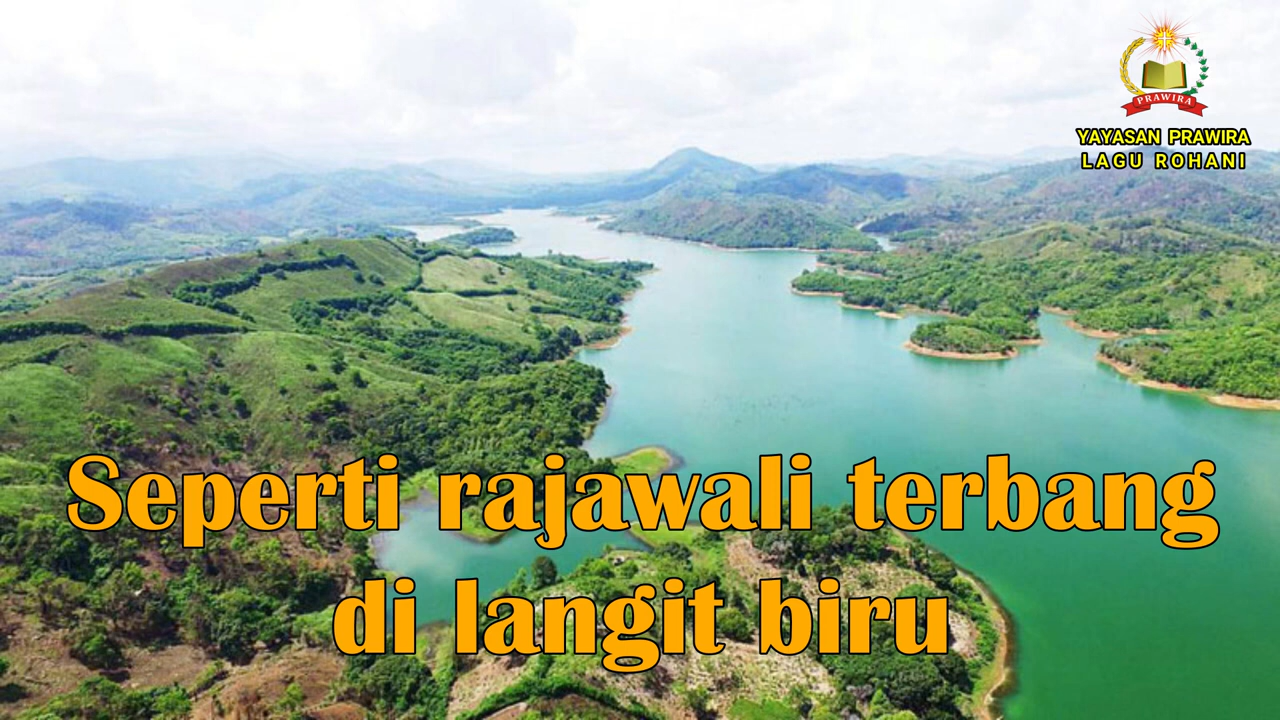 PRAWIRA
YAYASAN PRAWIRA
LAGU ROHANI
Seperti rajawali terbang
di langit biru